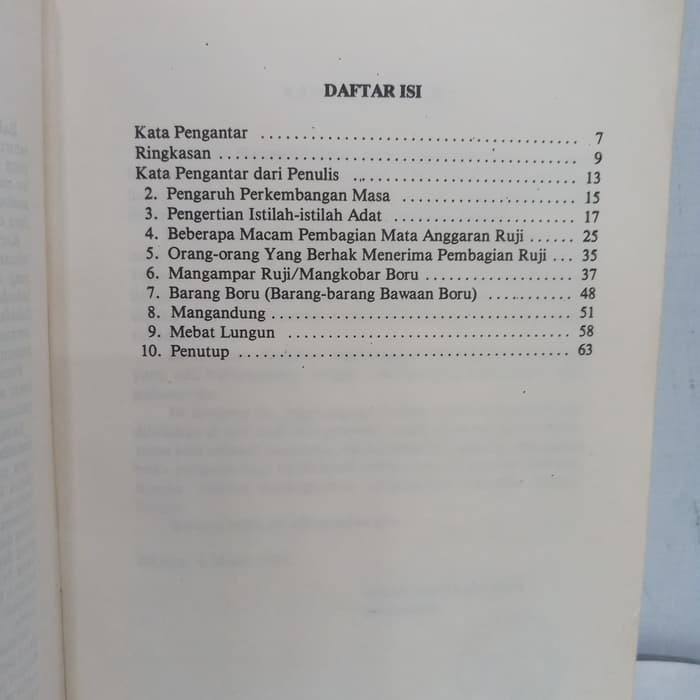 DAFTAR ISI
Kata Pengantar ........................................ 7
Ringkasan ............................................. 9
Kata Pengantar dari Penulis ............................ 13
2. Pengaruh Perkembangan Masa ...................... 15
3. Pengertian Istilah-istilah Adat ....................... 17
4. Beberapa Macam Pembagian Mata Anggaran Ruji ...... 25
5. Orang-orang Yang Berhak Menerima Pembagian Ruji ... 35
6. Mangampar Ruji/Mangkobar Boru ................... 37
7. Barang Boru (Barang-barang Bawaan Boru) ........... 48
8. Mangandung ...................................... 51
9. Mebat Lungun .................................... 58
10. Penutup .......................................... 63